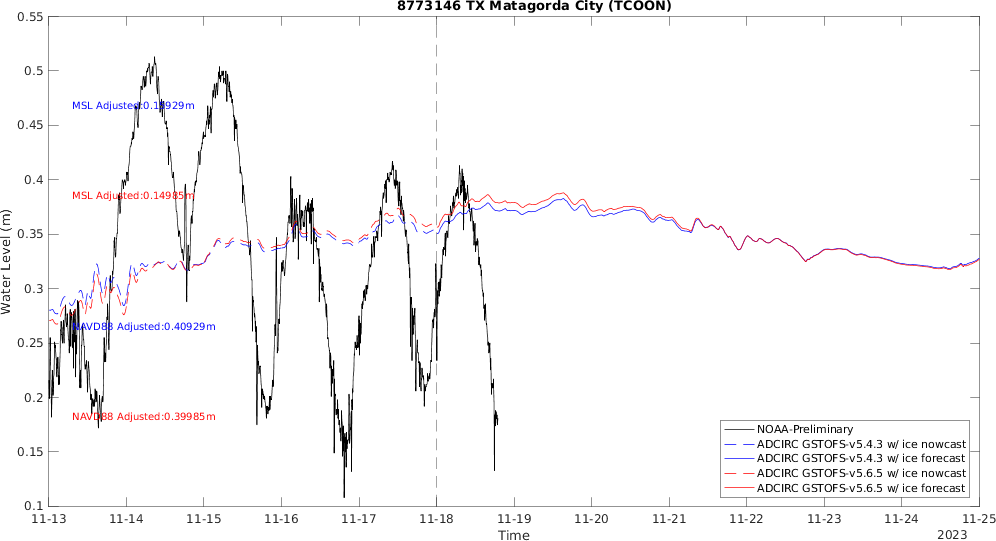 8773146 TX Matagorda City (TCOON)
0.55
0.5
0.45
0.4
0.35
0.3
0.25
0.2
0.15
0.1
Water Level (m)
MSL Adjusted:0.15929m
MSL Adjusted:0.14985m
NAVD88 Adjusted:0.40929m
NAVD88 Adjusted:0.39985m
NOAA-Preliminary
ADCIRC GSTOFS-v5.4.3 w/ ice nowcast
ADCIRC GSTOFS-v5.4.3 w/ ice forecast
ADCIRC GSTOFS-v5.6.5 w/ ice nowcast
ADCIRC GSTOFS-v5.6.5 w/ ice forecast
11-13 11-14 11-15 11-16 11-17 11-18 11-19 11-20 11-21 11-22 11-23 11-24 11-25
Time
2023